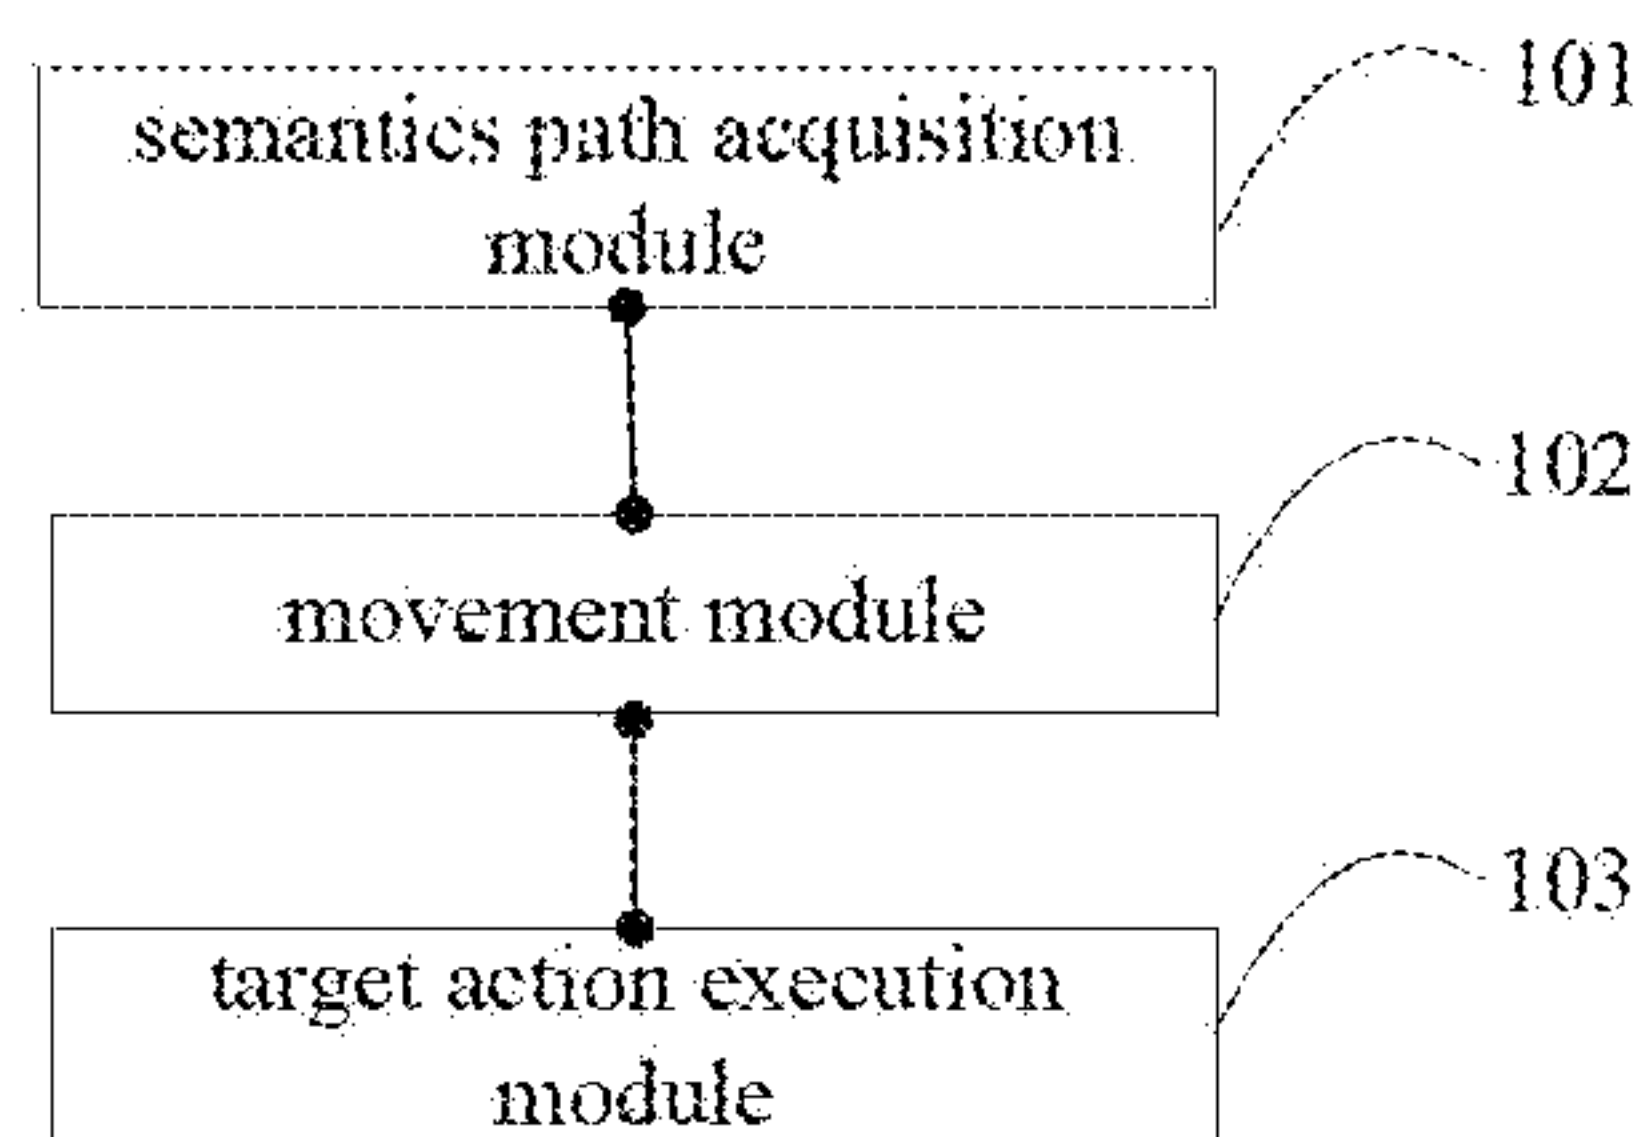 101
semantics path acquisition
module
102
movement module
103
target action execution
module